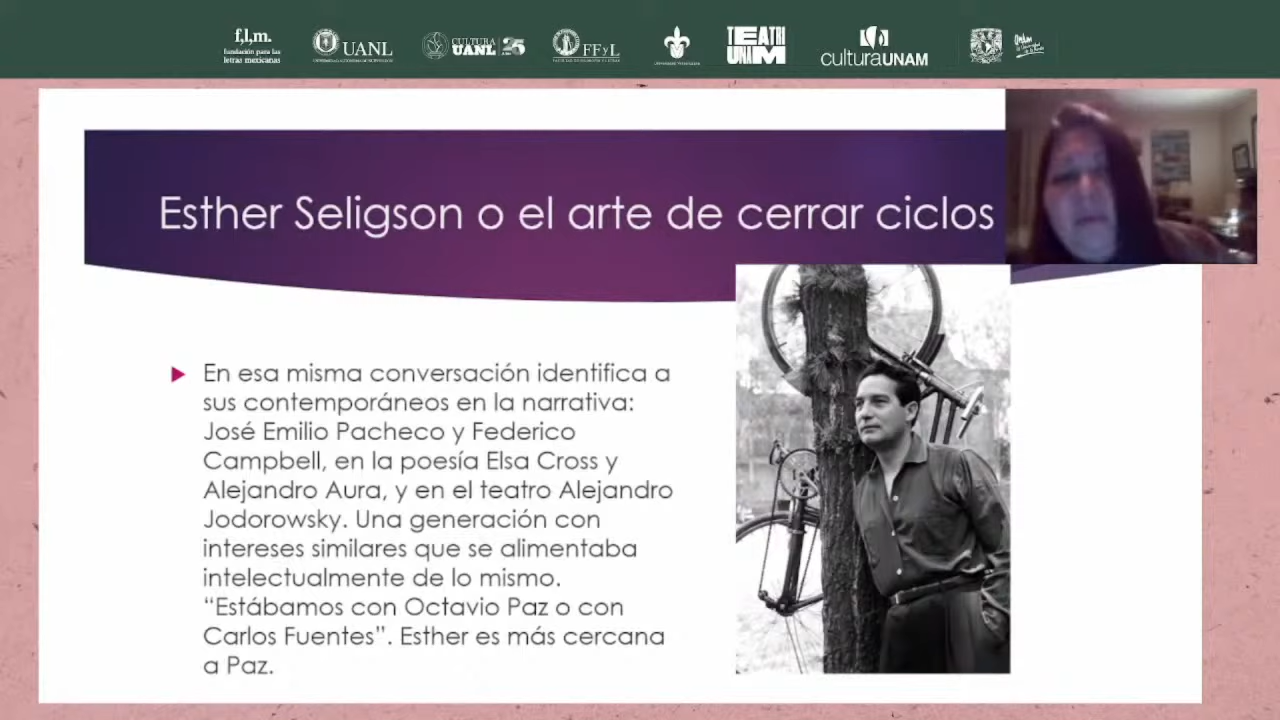 f,l,m.
fundación para las
letras mexicanas
UANL
CULTURA
UANL 25
FFyL
TEATRO
UNAM
culturaUNAM
Esther Seligson o el arte de cerrar ciclos
En esa misma conversación identifica a
sus contemporáneos en la narrativa:
José Emilio Pacheco y Federico
Campbell, en la poesía Elsa Cross y
Alejandro Aura, y en el teatro Alejandro
Jodorowsky. Una generación con
intereses similares que se alimentaba
intelectualmente de lo mismo.
“Estábamos con Octavio Paz o con
Carlos Fuentes”. Esther es más cercana
a Paz.